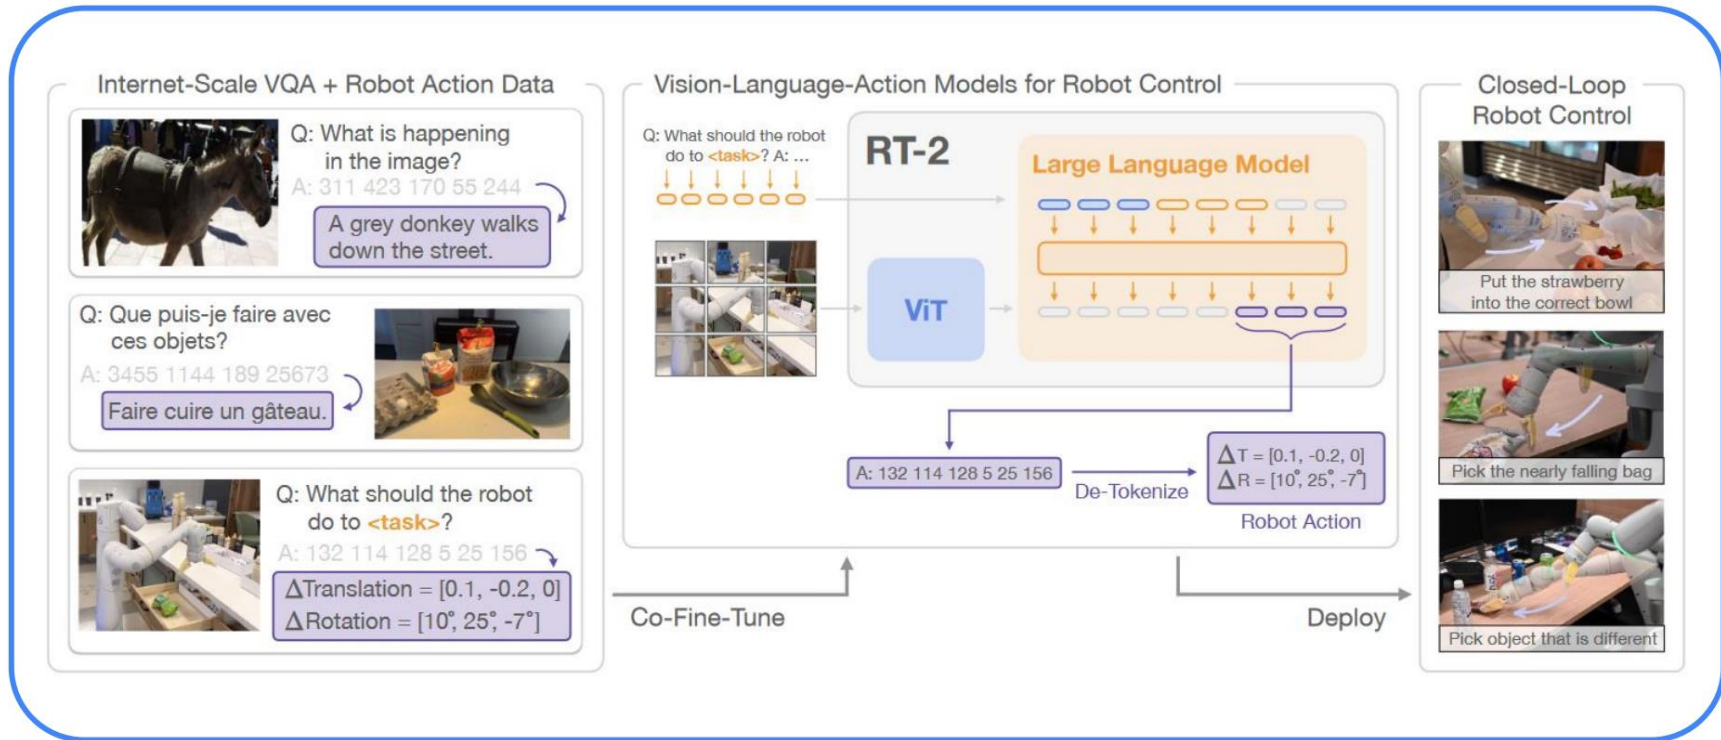 Internet-Scale VQA + Robot Action Data
Q: What is happening
in the image?
A: 311 423 170 55 244
A grey donkey walks
down the street.
Q: Que puis-je faire avec
ces objets?
A: 3455 1144 189 25673
Faire cuire un gâteau.
Q: What should the robot
do to <task>?
A: 132 114 128 5 25 156
ΔTranslation = [0.1, -0.2, 0]
ΔRotation = [10°, 25°, -7°]
Co-Fine-Tune
Vision-Language-Action Models for Robot Control
Q: What should the robot
do to <task>? A: ...
RT-2
Large Language Model
ViT
A: 132 114 128 5 25 156
De-Tokenize
ΔT = [0.1, -0.2, 0]
ΔR = [10°, 25°, -7°]
Robot Action
Deploy
Closed-Loop
Robot Control
Put the strawberry
into the correct bowl
Pick the nearly falling bag
Pick object that is different